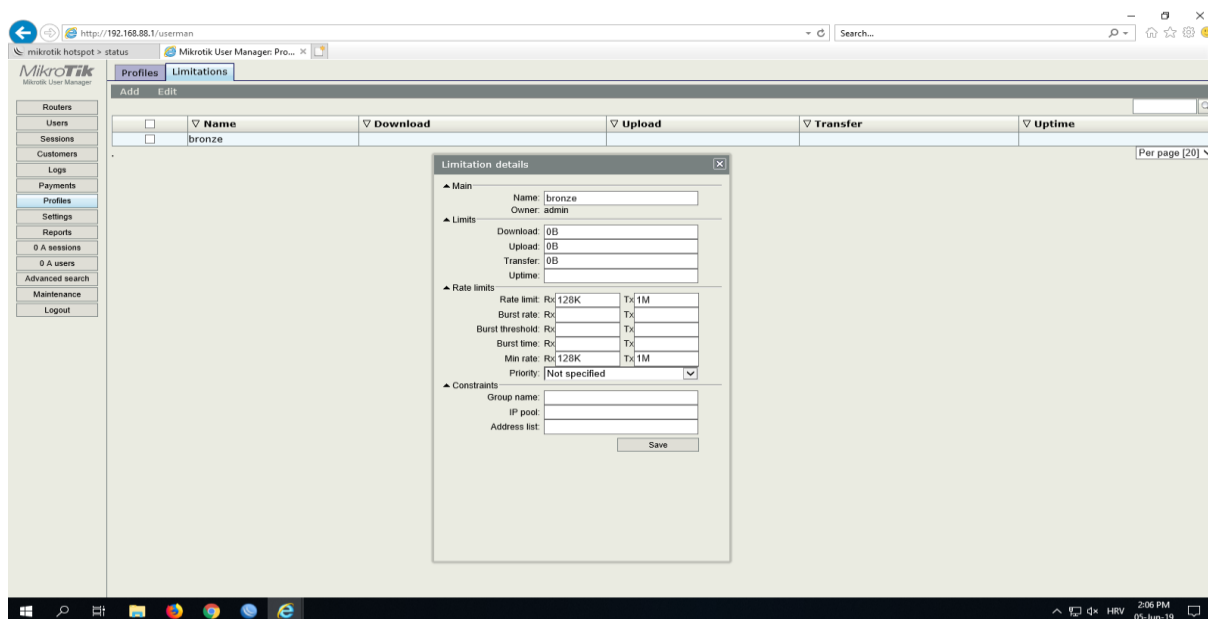 http://192.168.88.1/userman
Search...
mikrotik hotspot > status
Mikrotik User Manager: Pro...
MikroTik
Mikrotik User Manager
Profiles Limitations
Add Edit
Routers
Users
Sessions
Customers
Logs
Payments
Profiles
Settings
Reports
0 A sessions
0 A users
Advanced search
Maintenance
Logout
Name Download Upload Transfer Uptime
bronze
Per page [20]
Limitation details
Main
Name: bronze
Owner: admin
Limits
Download: 0B
Upload: 0B
Transfer: 0B
Uptime:
Rate limits
Rate limit: Rx 128K Tx 1M
Burst rate: Rx Tx
Burst threshold: Rx Tx
Burst time: Rx Tx
Min rate: Rx 128K Tx 1M
Priority: Not specified
Constraints
Group name:
IP pool:
Address list:
Save
HRV
2:06 PM
05-Jun-19